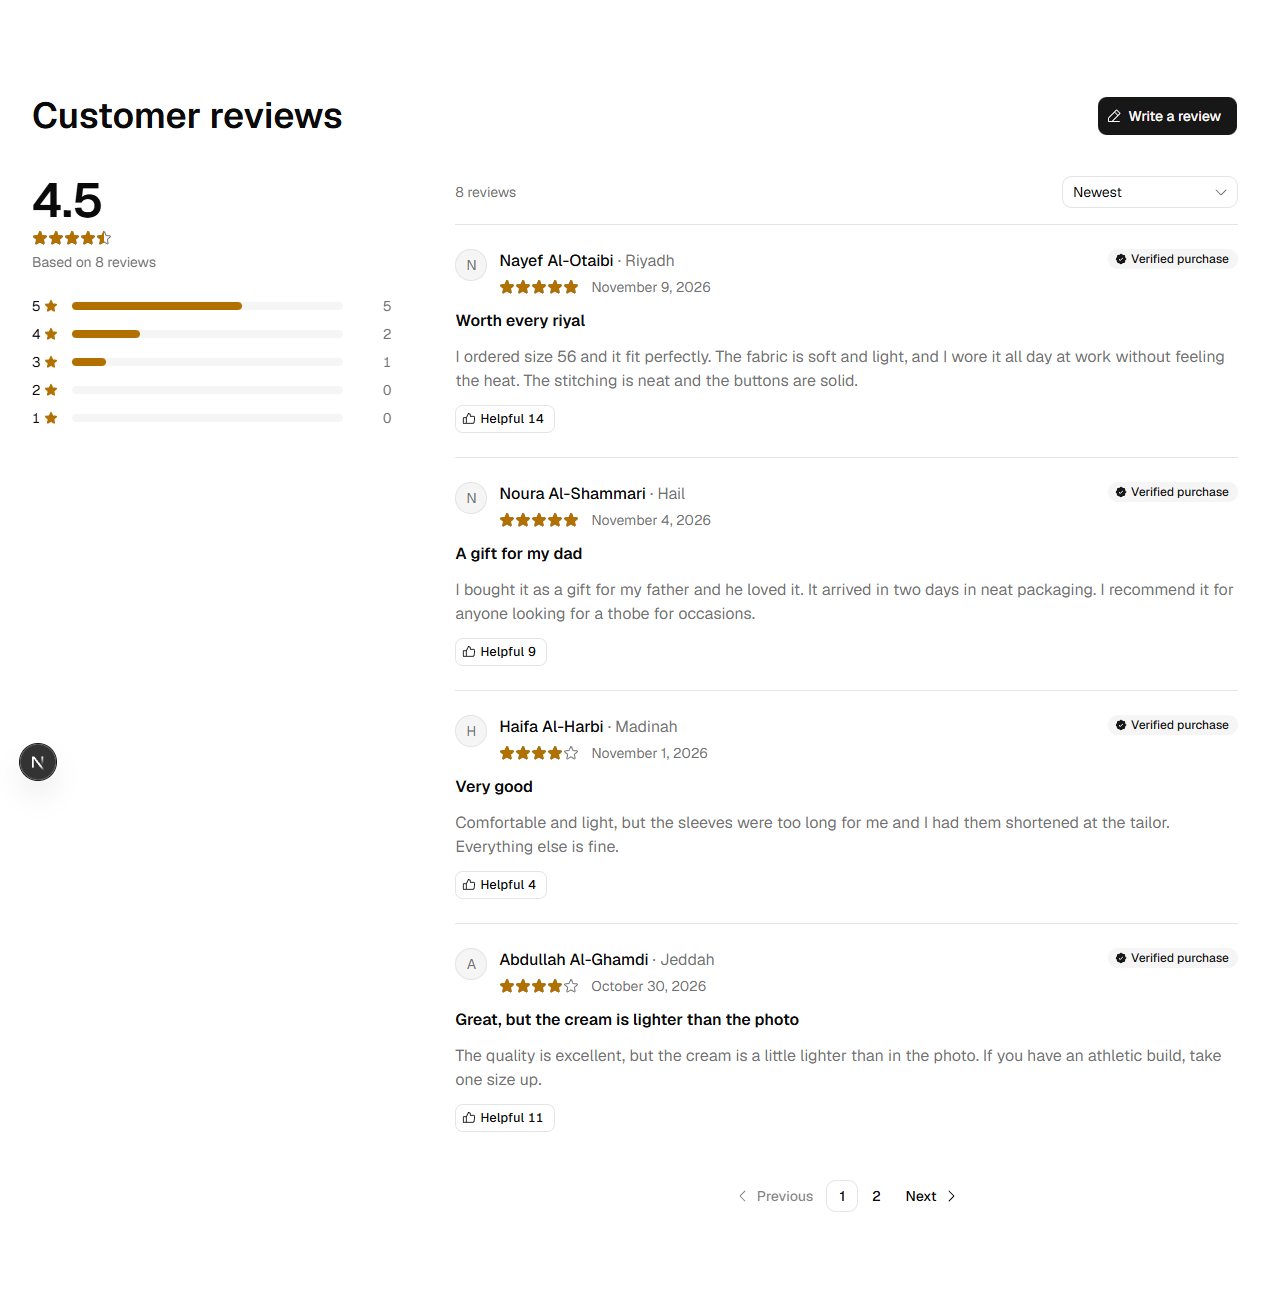 Customer reviews
Write a review
4.5
Based on 8 reviews
5 5
4 2
3 1
2 0
1 0
8 reviews
Newest
N
Nayef Al-Otaibi · Riyadh
Verified purchase
November 9, 2026
Worth every riyal
I ordered size 56 and it fit perfectly. The fabric is soft and light, and I wore it all day at work without feeling
the heat. The stitching is neat and the buttons are solid.
Helpful 14
N
Noura Al-Shammari · Hail
Verified purchase
November 4, 2026
A gift for my dad
I bought it as a gift for my father and he loved it. It arrived in two days in neat packaging. I recommend it for
anyone looking for a thobe for occasions.
Helpful 9
H
Haifa Al-Harbi · Madinah
Verified purchase
November 1, 2026
Very good
Comfortable and light, but the sleeves were too long for me and I had them shortened at the tailor.
Everything else is fine.
Helpful 4
N
A
Abdullah Al-Ghamdi · Jeddah
Verified purchase
October 30, 2026
Great, but the cream is lighter than the photo
The quality is excellent, but the cream is a little lighter than in the photo. If you have an athletic build, take
one size up.
Helpful 11
Previous 1 2 Next